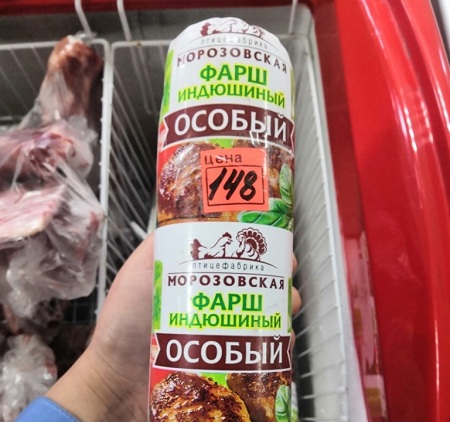 птицефабрика
МОРОЗОВСКАЯ
ФАРШ
ИНДЮШИНЫЙ
ОСОБЫЙ
цена
148
птицефабрика
МОРОЗОВСКАЯ
ФАРШ
ИНДЮШИНЫЙ
ОСОБЫЙ